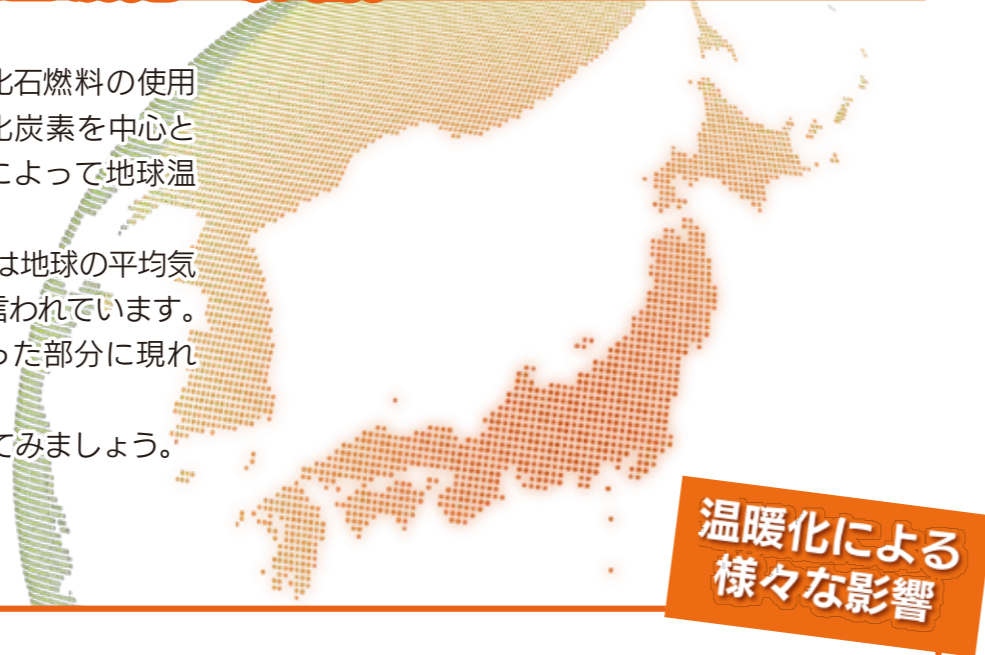 化石燃料の使用
化炭素を中心と
によって地球温
は地球の平均気
言われています。
った部分に現れ
てみましょう。
温暖化による
様々な影響